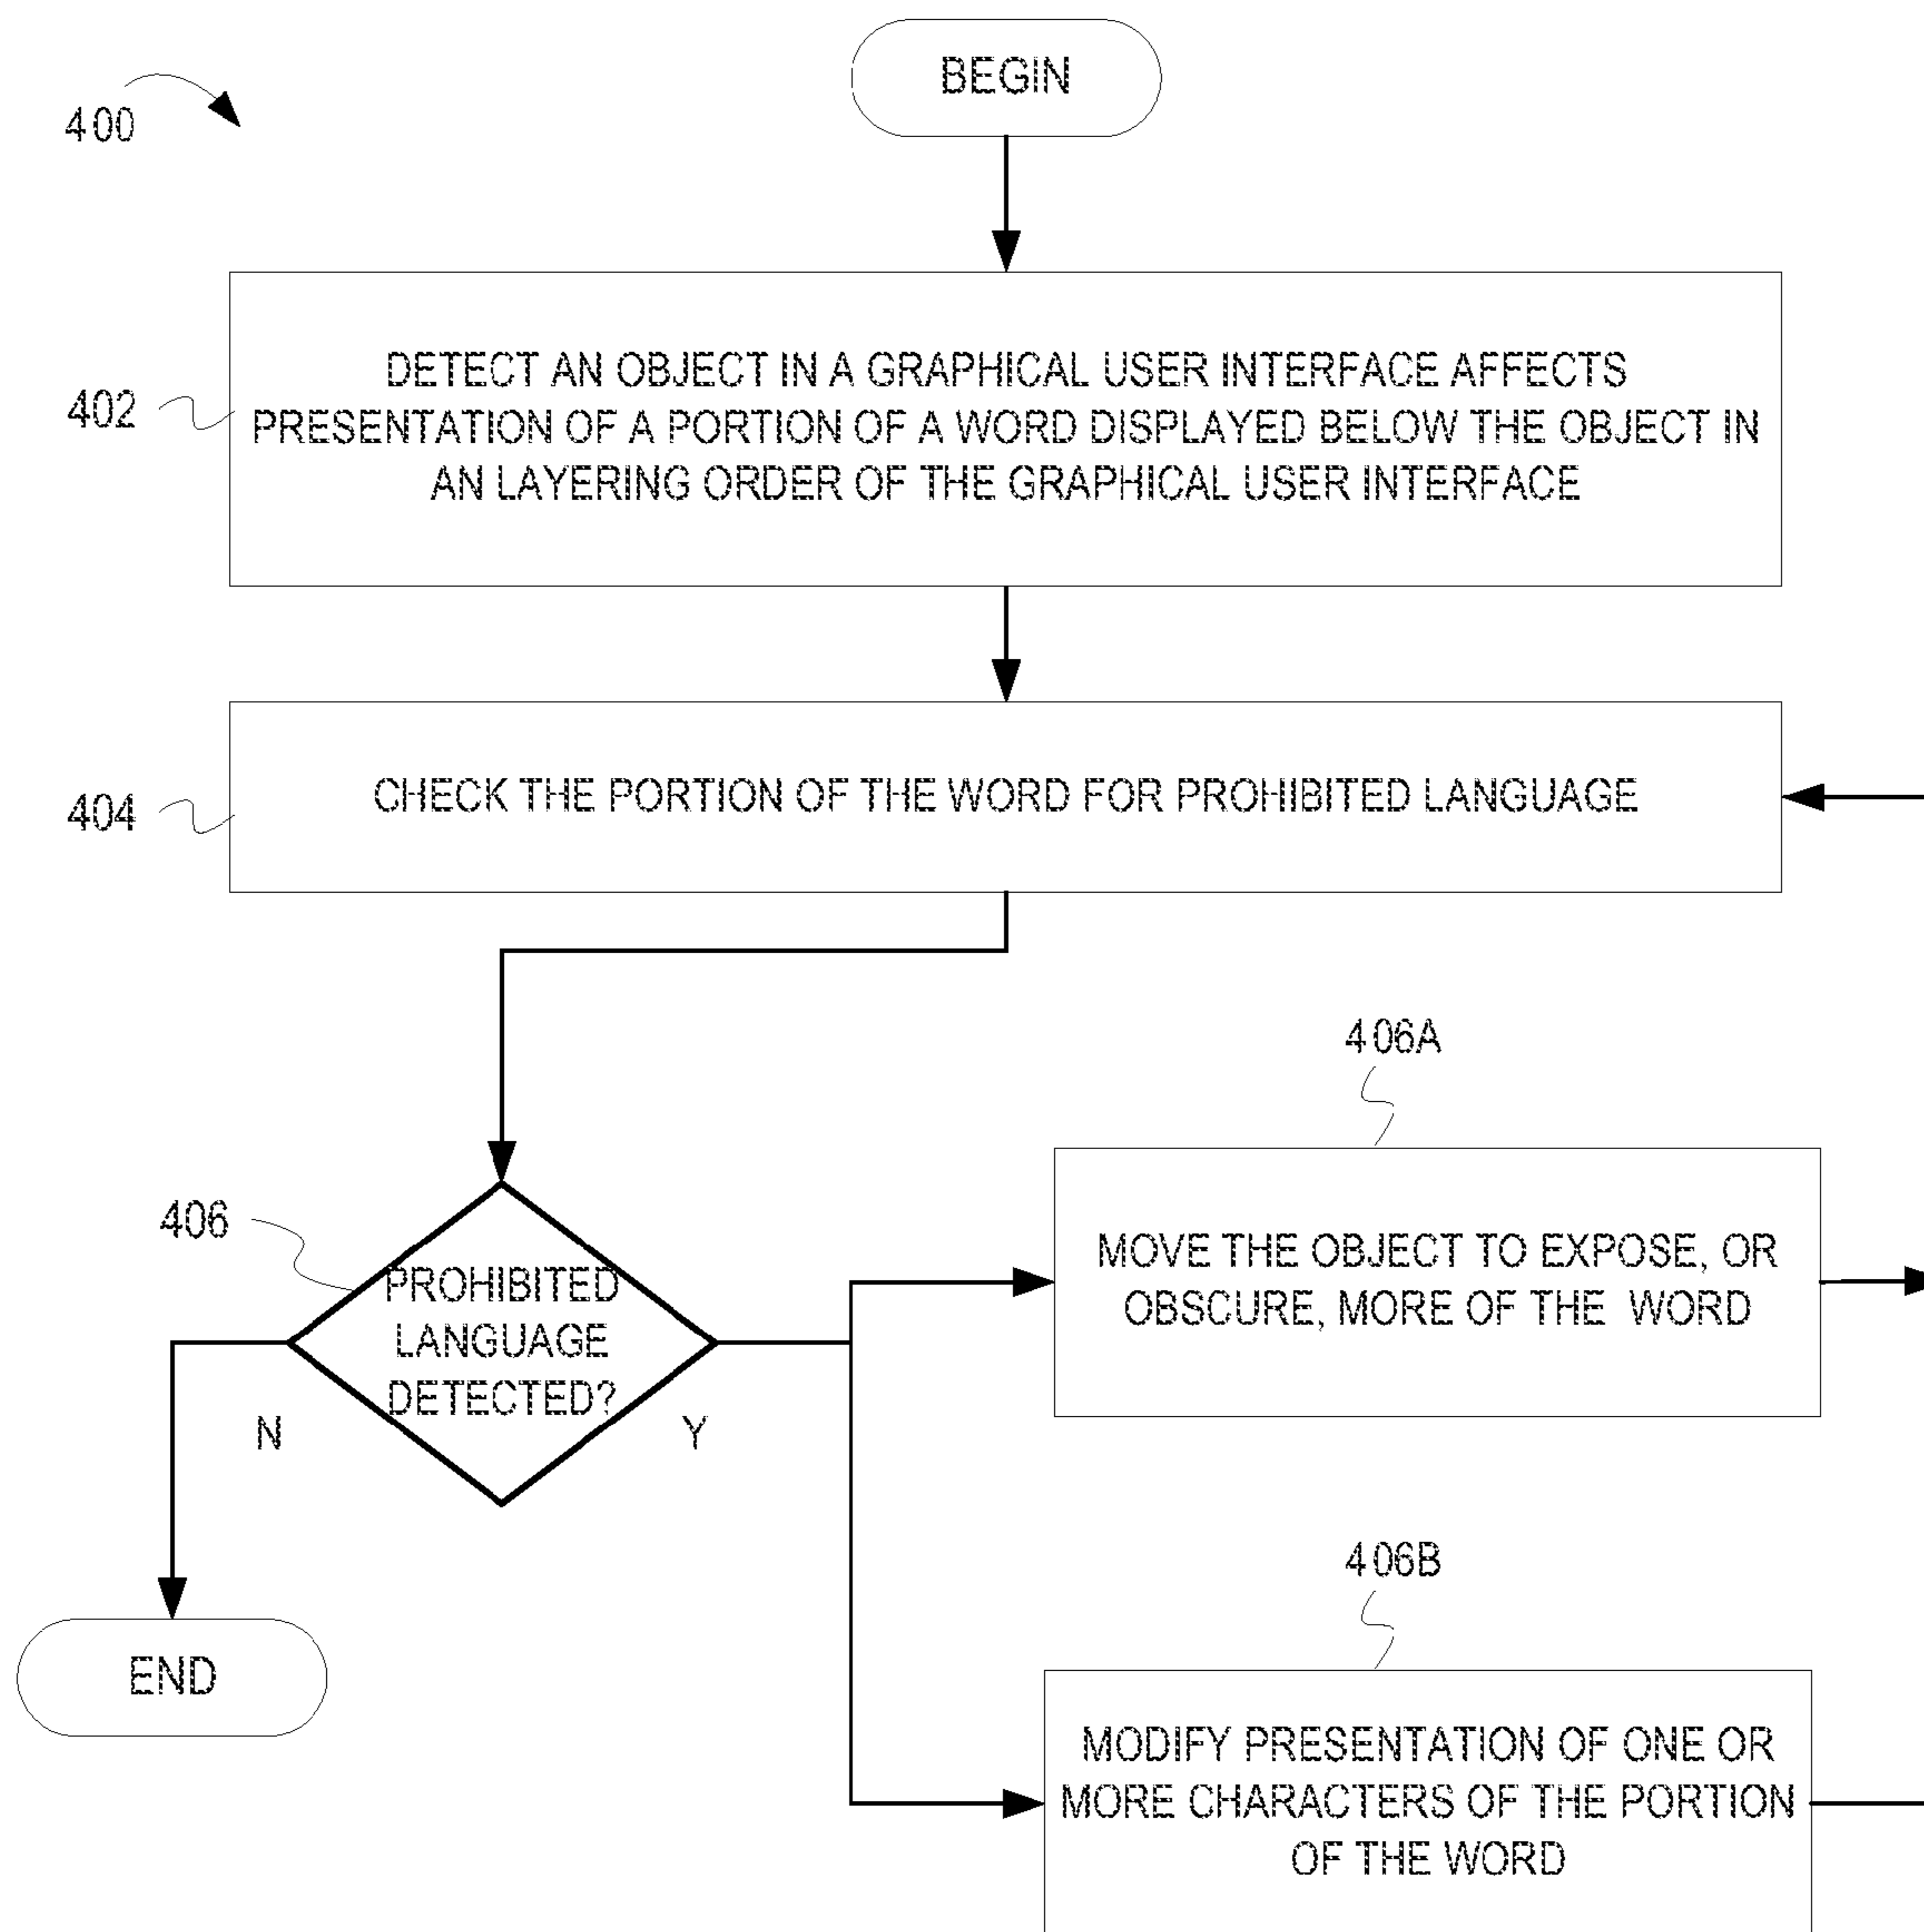 400
BEGIN
402
DETECT AN OBJECT IN A GRAPHICAL USER INTERFACE AFFECTS
PRESENTATION OF A PORTION OF A WORD DISPLAYED BELOW THE OBJECT IN
AN LAYERING ORDER OF THE GRAPHICAL USER INTERFACE
404
CHECK THE PORTION OF THE WORD FOR PROHIBITED LANGUAGE
406
PROHIBITED
LANGUAGE
DETECTED?
N
Y
END
406A
MOVE THE OBJECT TO EXPOSE, OR
OBSCURE, MORE OF THE WORD
406B
MODIFY PRESENTATION OF ONE OR
MORE CHARACTERS OF THE PORTION
OF THE WORD